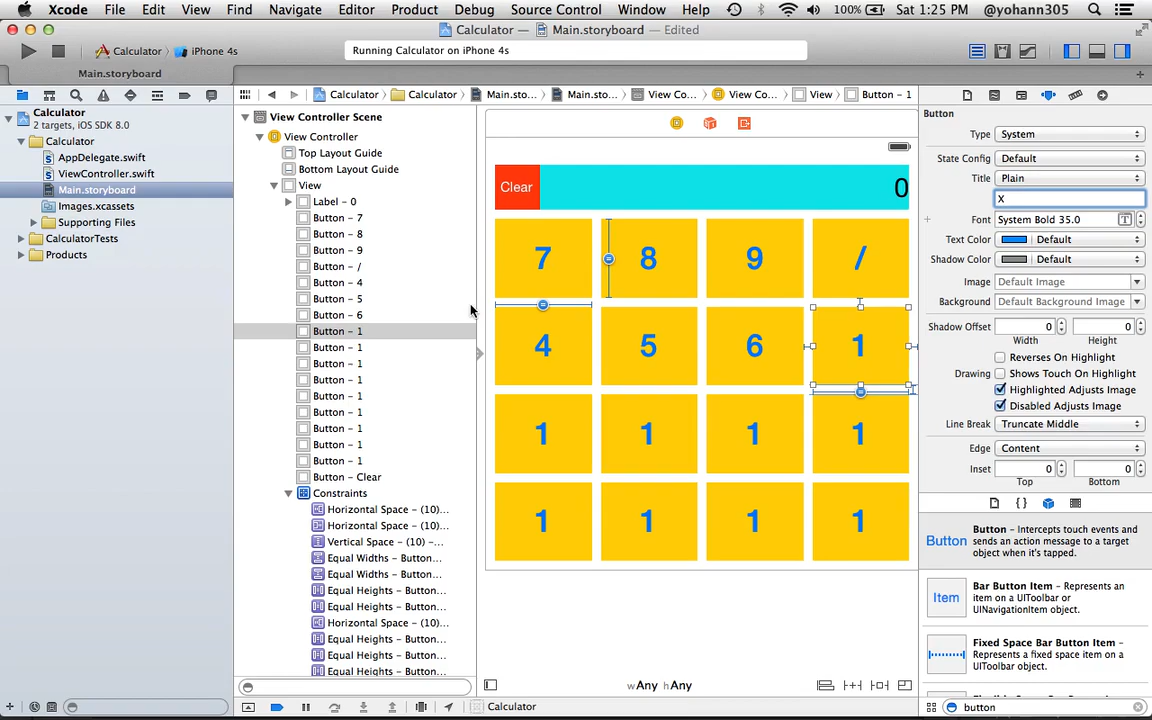 Xcode File Edit View Find Navigate Editor Product Debug Source Control Window Help 100% Sat 1:25 PM @yohann305
Calculator — Main.storyboard — Edited
Calculator iPhone 4s Running Calculator on iPhone 4s
Main.storyboard
Calculator Calculator Main.sto... Main.sto... View Co... View Co... View Button – 1
Calculator
2 targets, iOS SDK 8.0
Calculator
AppDelegate.swift
ViewController.swift
Main.storyboard
Images.xcassets
Supporting Files
CalculatorTests
Products
View Controller Scene
View Controller
Top Layout Guide
Bottom Layout Guide
View
Label – 0
Button – 7
Button – 8
Button – 9
Button – /
Button – 4
Button – 5
Button – 6
Button – 1
Button – 1
Button – 1
Button – 1
Button – 1
Button – 1
Button – 1
Button – 1
Button – 1
Button – Clear
Constraints
Horizontal Space – (10)...
Horizontal Space – (10)...
Vertical Space – (10) –...
Equal Widths – Button...
Equal Widths – Button...
Equal Heights – Button...
Equal Heights – Button...
Horizontal Space – (10)...
Equal Heights – Button...
Equal Heights – Button...
Equal Heights – Button...
Clear 0
7 8 9 /
4 5 6 1
1 1 1 1
1 1 1 1
wAny hAny
Calculator
Button
Type System
State Config Default
Title Plain
X
Font System Bold 35.0 T
Text Color Default
Shadow Color Default
Image Default Image
Background Default Background Image
Shadow Offset 0 0
Width Height
Reverses On Highlight
Drawing Shows Touch On Highlight
Highlighted Adjusts Image
Disabled Adjusts Image
Line Break Truncate Middle
Edge Content
Inset 0 0
Top Bottom
Button Button – Intercepts touch events and
sends an action message to a target
object when it's tapped.
Item Bar Button Item – Represents an
item on a UIToolbar or
UINavigationItem object.
Fixed Space Bar Button Item –
Represents a fixed space item on a
UIToolbar object.
button